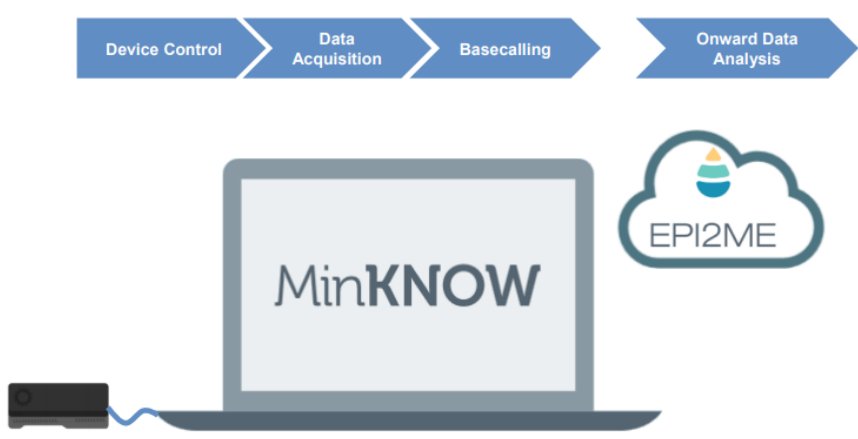 Device Control
Data
Acquisition
Basecalling
Onward Data
Analysis
EPI2ME
MinKNOW